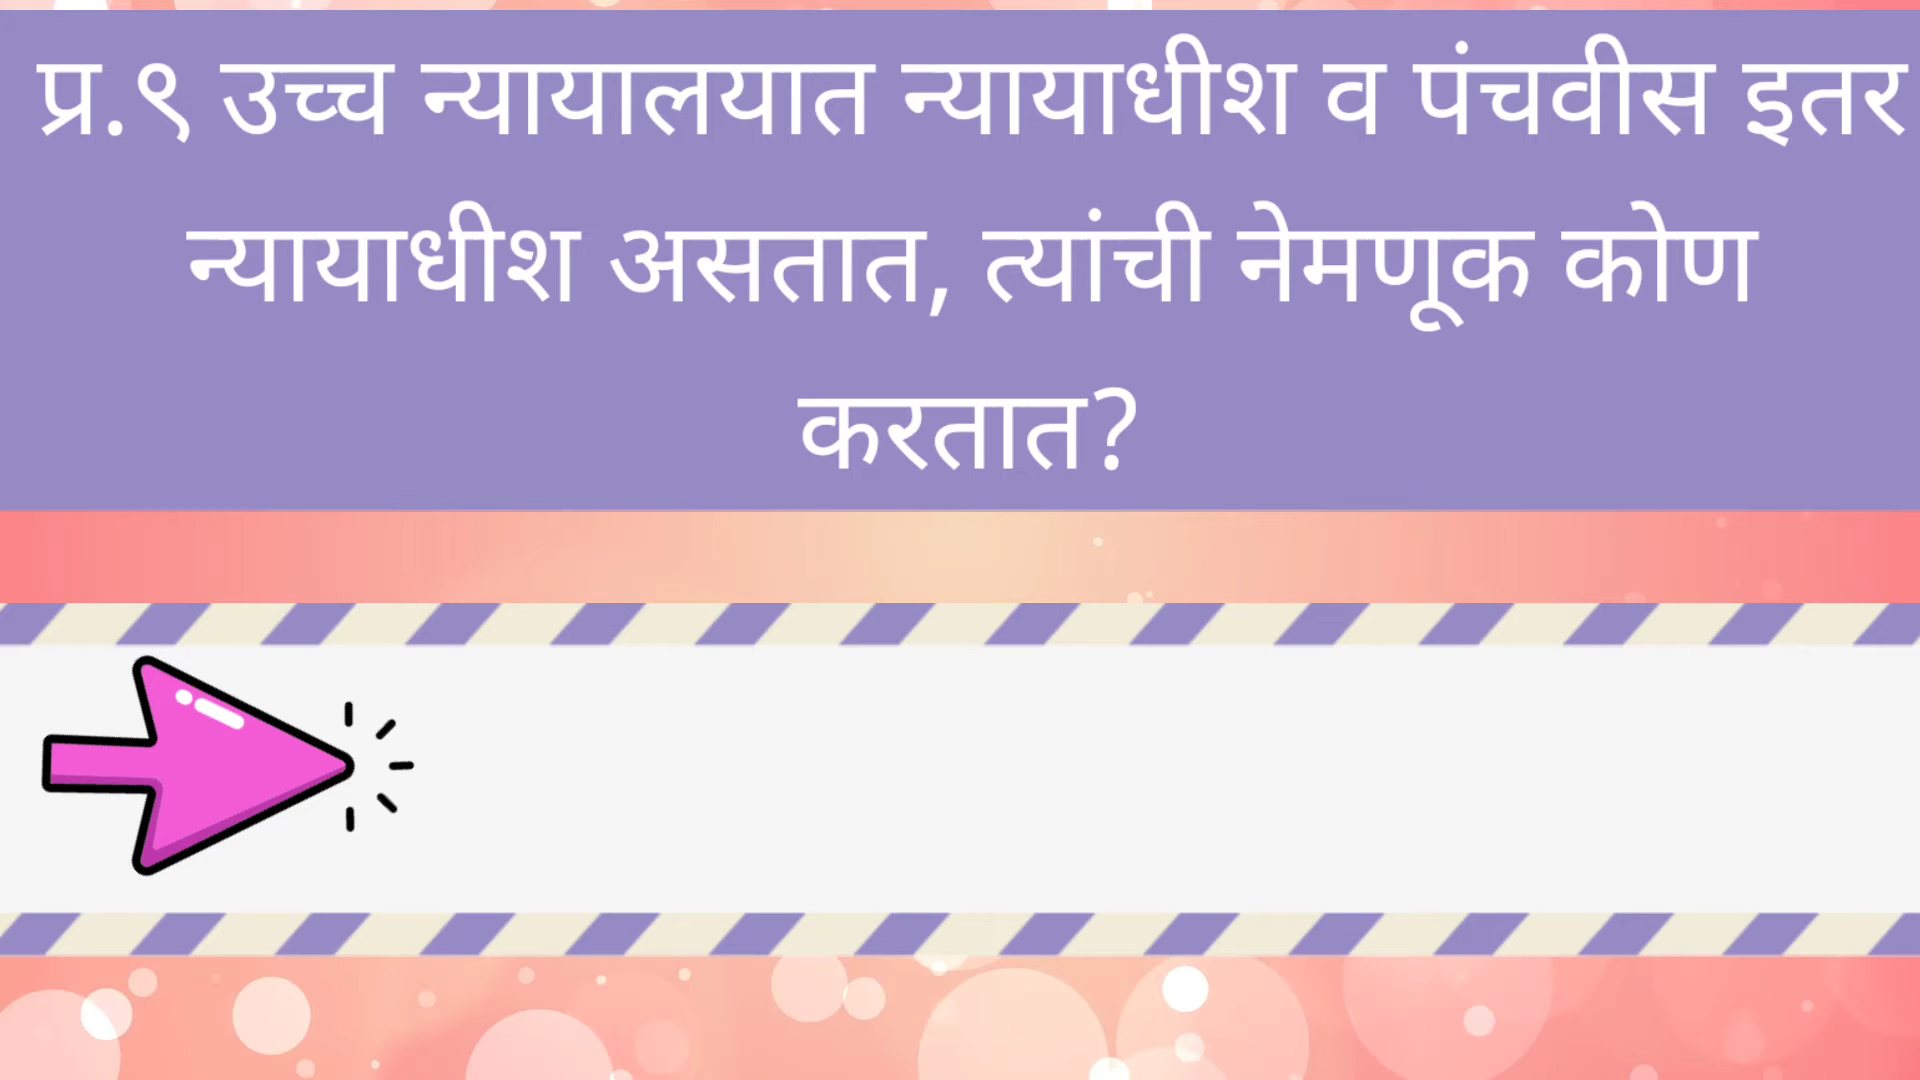 प्र.९ उच्च न्यायालयात न्यायाधीश व पंचवीस इतर
न्यायाधीश असतात, त्यांची नेमणूक कोण
करतात?